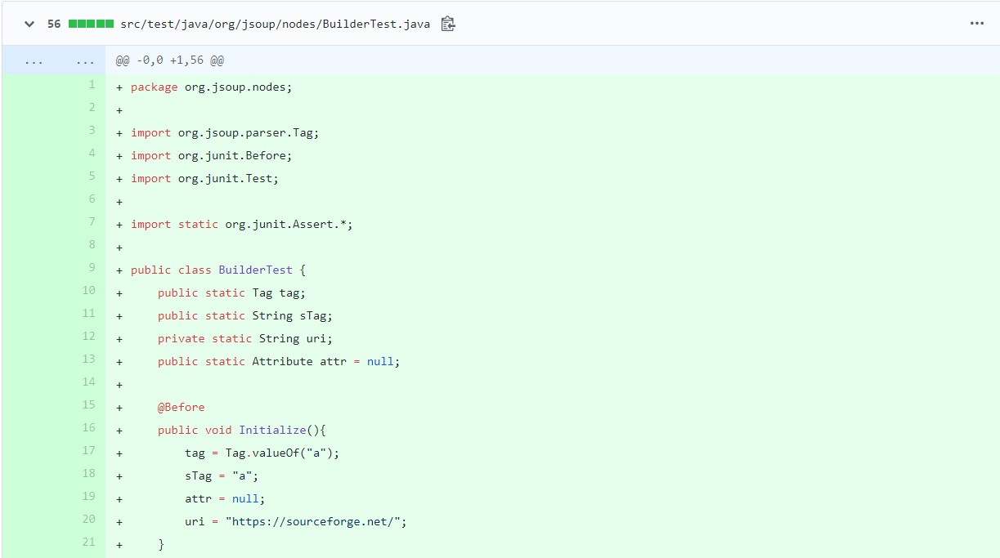 56 src/test/java/org/jsoup/nodes/BuilderTest.java
... ... @@ -0,0 +1,56 @@
1 + package org.jsoup.nodes;
2 +
3 + import org.jsoup.parser.Tag;
4 + import org.junit.Before;
5 + import org.junit.Test;
6 +
7 + import static org.junit.Assert.*;
8 +
9 + public class BuilderTest {
10 +     public static Tag tag;
11 +     public static String sTag;
12 +     private static String uri;
13 +     public static Attribute attr = null;
14 +
15 +     @Before
16 +     public void Initialize(){
17 +         tag = Tag.valueOf("a");
18 +         sTag = "a";
19 +         attr = null;
20 +         uri = "https://sourceforge.net/";
21 +     }